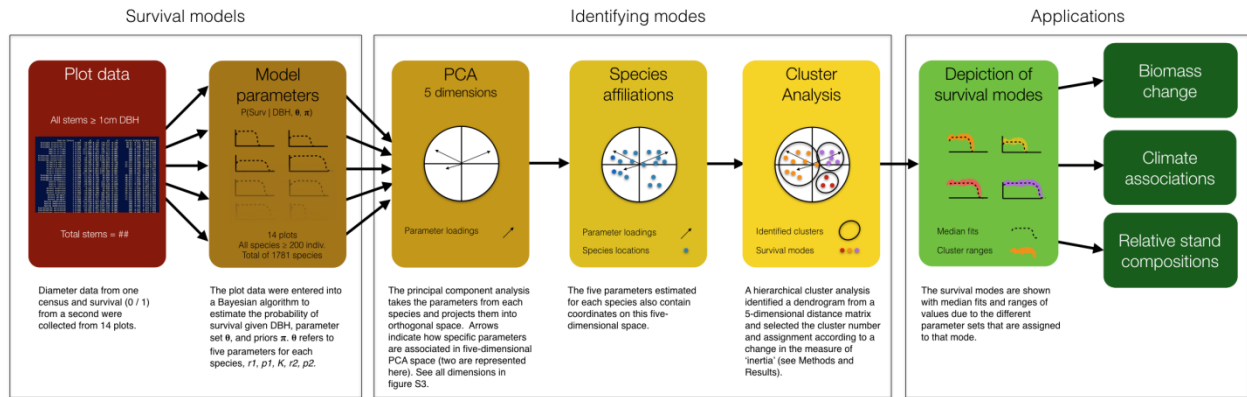 Survival models
Identifying modes
Applications
Plot data
All stems ≥ 1cm DBH
Total stems = ##
Diameter data from one
census and survival (0 / 1)
from a second were
collected from 14 plots.
Model
parameters
P(Surv | DBH, θ, π)
14 plots
All species ≥ 200 indiv.
Total of 1781 species
The plot data were entered into
a Bayesian algorithm to
estimate the probability of
survival given DBH, parameter
set θ, and priors π. θ refers to
five parameters for each
species, r1, p1, K, r2, p2.
PCA
5 dimensions
Parameter loadings
The principal component analysis
takes the parameters from each
species and projects them into
orthogonal space. Arrows
indicate how specific parameters
are associated in five-dimensional
PCA space (two are represented
here). See all dimensions in
figure S3.
Species
affiliations
Parameter loadings
Species locations
The five parameters estimated
for each species also contain
coordinates on this five-
dimensional space.
Cluster
Analysis
Identified clusters
Survival modes
A hierarchical cluster analysis
identified a dendrogram from a
5-dimensional distance matrix
and selected the cluster number
and assignment according to a
change in the measure of
'inertia' (see Methods and
Results).
Depiction of
survival modes
Median fits
Cluster ranges
The survival modes are shown
with median fits and ranges of
values due to the different
parameter sets that are assigned
to that mode.
Biomass
change
Climate
associations
Relative stand
compositions